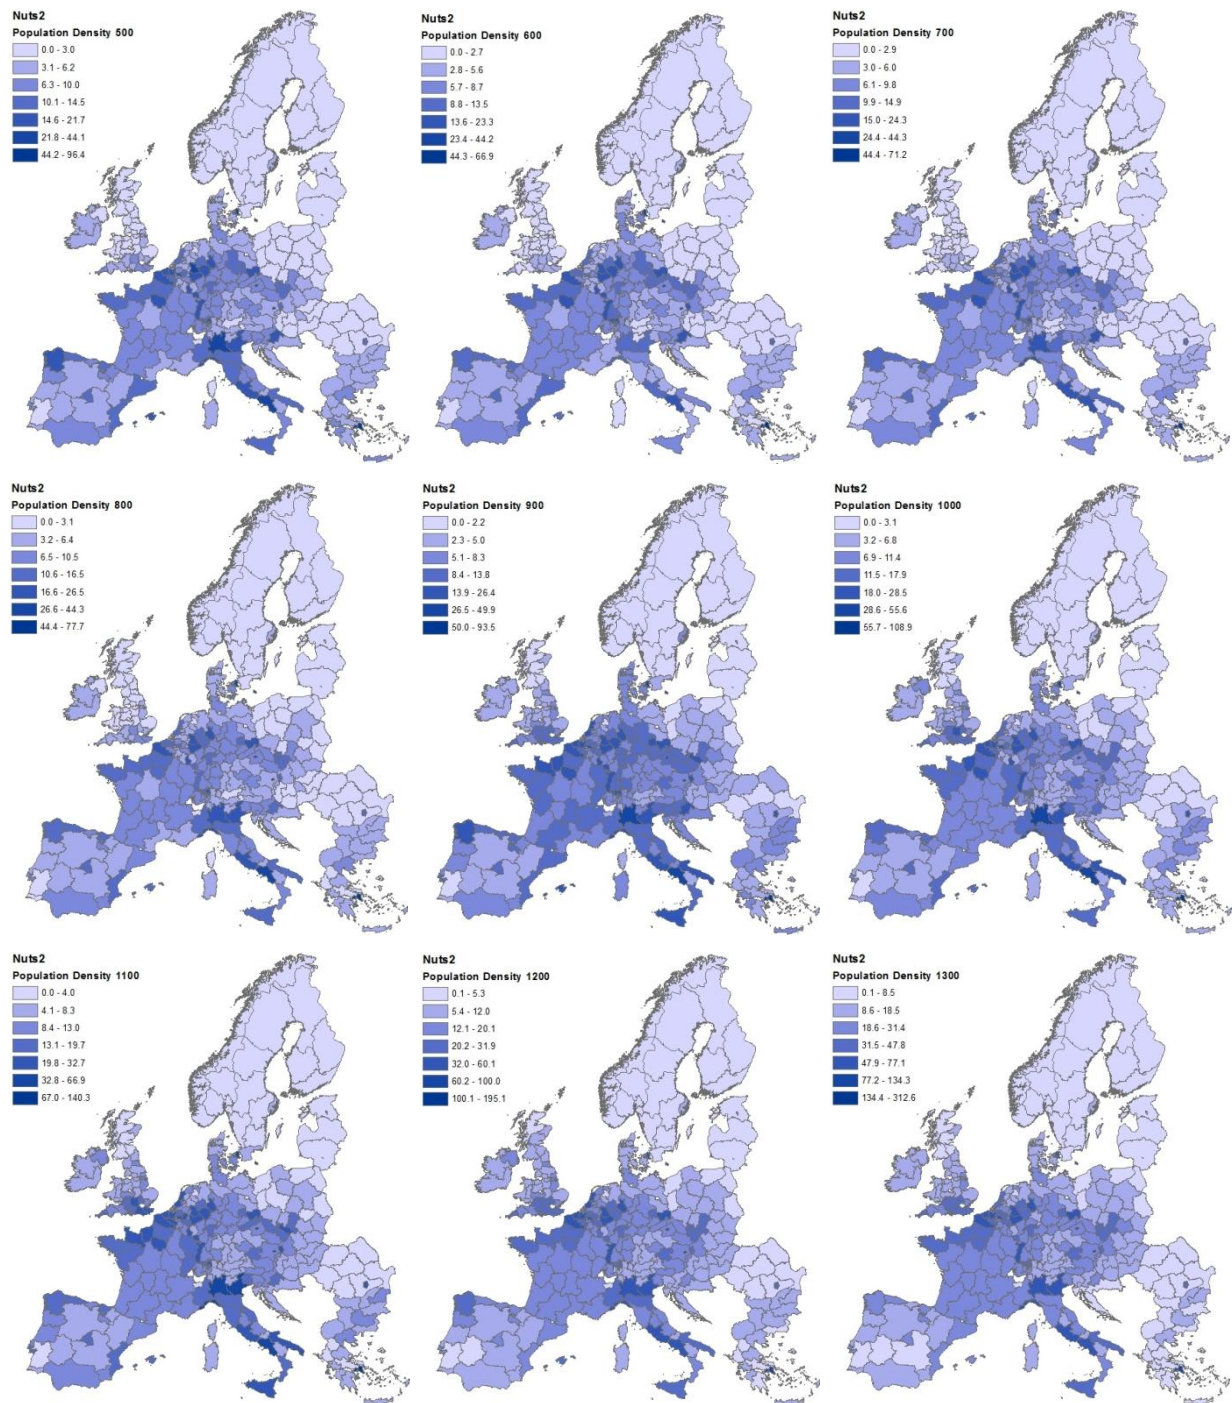 Nuts2
Population Density 500
0.0 - 3.0
3.1 - 6.2
6.3 - 10.0
10.1 - 14.5
14.6 - 21.7
21.8 - 44.1
44.2 - 96.4
Nuts2
Population Density 600
0.0 - 2.7
2.8 - 5.6
5.7 - 8.7
8.8 - 13.5
13.6 - 23.3
23.4 - 44.2
44.3 - 66.9
Nuts2
Population Density 700
0.0 - 2.9
3.0 - 6.0
6.1 - 9.8
9.9 - 14.9
15.0 - 24.3
24.4 - 44.3
44.4 - 71.2
Nuts2
Population Density 800
0.0 - 3.1
3.2 - 6.4
6.5 - 10.5
10.6 - 16.5
16.6 - 26.5
26.6 - 44.3
44.4 - 77.7
Nuts2
Population Density 900
0.0 - 2.2
2.3 - 5.0
5.1 - 8.3
8.4 - 13.8
13.9 - 26.4
26.5 - 49.9
50.0 - 93.5
Nuts2
Population Density 1000
0.0 - 3.1
3.2 - 6.8
6.9 - 11.4
11.5 - 17.9
18.0 - 28.5
28.6 - 55.6
55.7 - 108.9
Nuts2
Population Density 1100
0.0 - 4.0
4.1 - 8.3
8.4 - 13.0
13.1 - 19.7
19.8 - 32.7
32.8 - 66.9
67.0 - 140.3
Nuts2
Population Density 1200
0.1 - 5.3
5.4 - 12.0
12.1 - 20.1
20.2 - 31.9
32.0 - 60.1
60.2 - 100.0
100.1 - 195.1
Nuts2
Population Density 1300
0.1 - 8.5
8.6 - 18.5
18.6 - 31.4
31.5 - 47.8
47.9 - 77.1
77.2 - 134.3
134.4 - 312.6